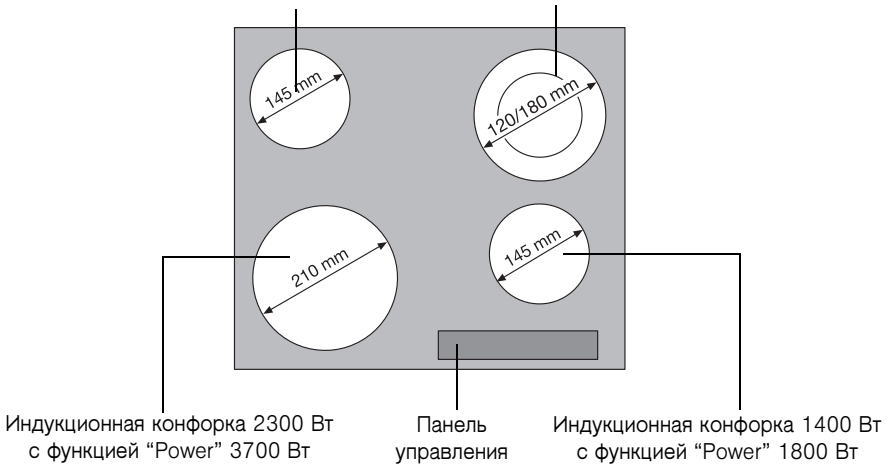 145 mm
120/180 mm
210 mm
145 mm
Индукционная конфорка 2300 Вт
с функцией “Power” 3700 Вт
Панель
управления
Индукционная конфорка 1400 Вт
с функцией “Power” 1800 Вт